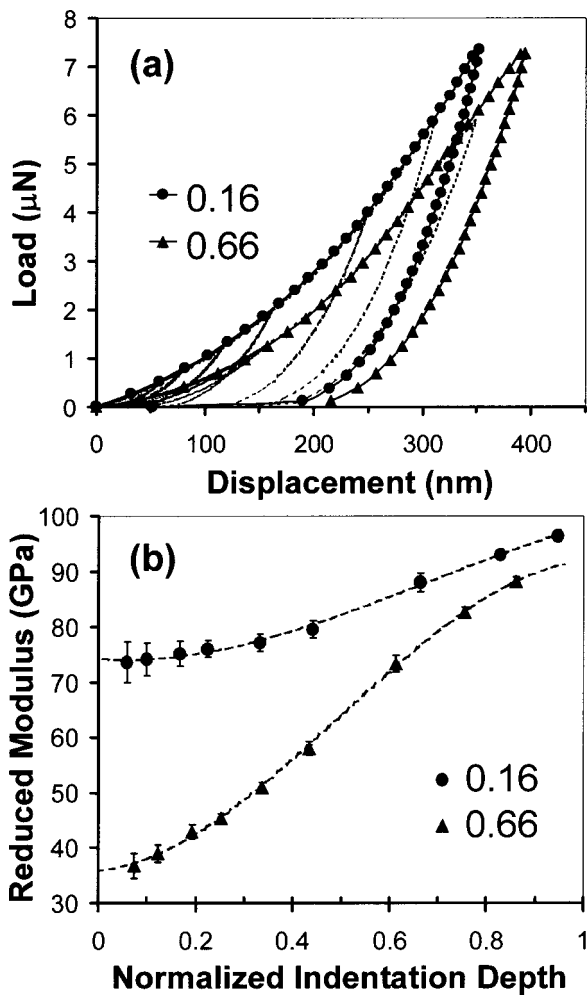 8
(a)
7
6
5
0.16
4
0.66
3
2
1
0
0 100 200 300 400
Load (μN)
Displacement (nm)
100
(b)
90
80
70
60
50
0.16
40
0.66
30
0 0.2 0.4 0.6 0.8 1
Reduced Modulus (GPa)
Normalized Indentation Depth